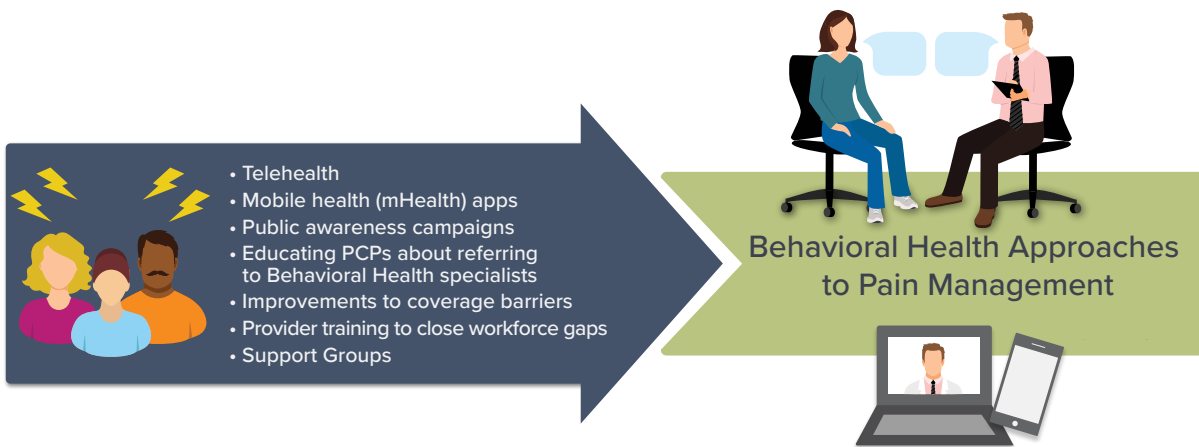 • Telehealth
• Mobile health (mHealth) apps
• Public awareness campaigns
• Educating PCPs about referring
to Behavioral Health specialists
• Improvements to coverage barriers
• Provider training to close workforce gaps
• Support Groups
Behavioral Health Approaches
to Pain Management